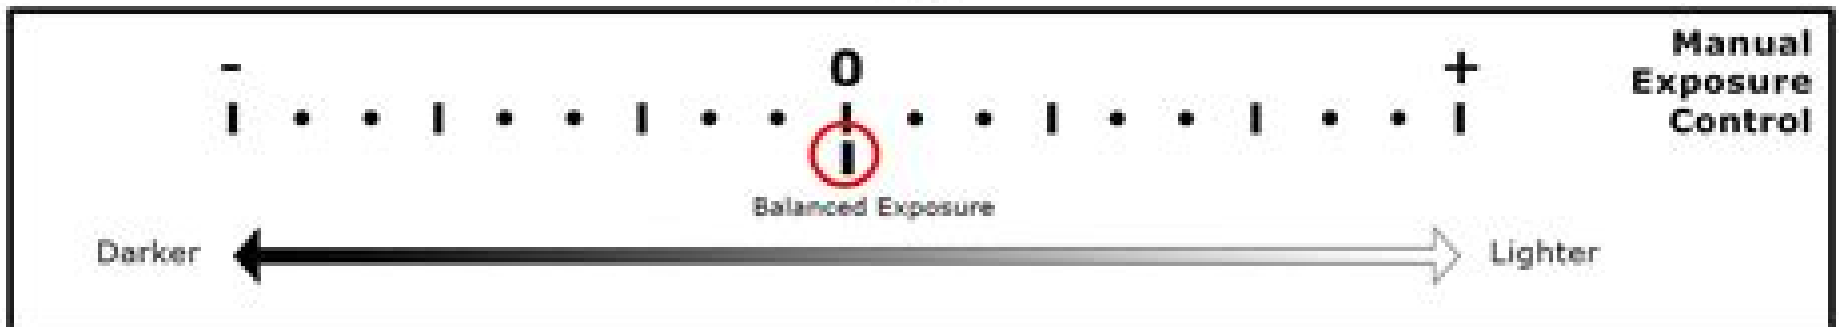 - 0 +
Manual
Exposure
Control
Balanced Exposure
Darker
Lighter